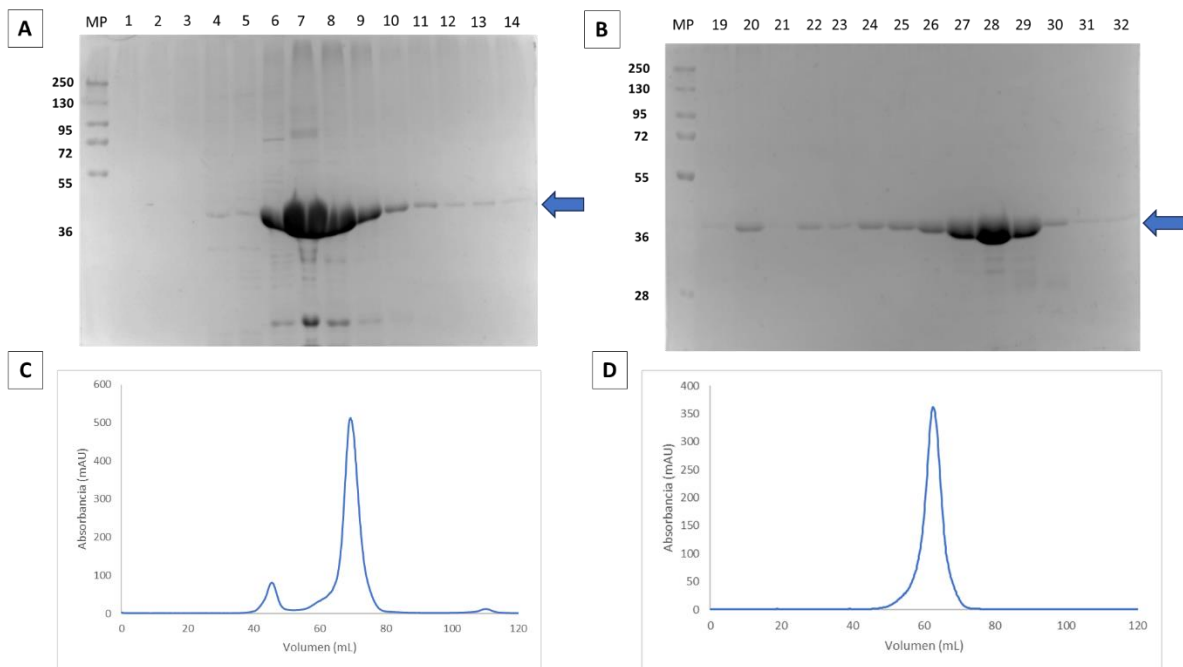 A
MP 1 2 3 4 5 6 7 8 9 10 11 12 13 14
250
130
95
72
55
36
B
MP 19 20 21 22 23 24 25 26 27 28 29 30 31 32
250
130
95
72
55
36
28
C
600
500
400
300
200
100
0
Absorbancia (mAU)
0 20 40 60 80 100 120
Volumen (mL)
D
400
350
300
250
200
150
100
50
0
Absorbancia (mAU)
0 20 40 60 80 100 120
Volumen (mL)